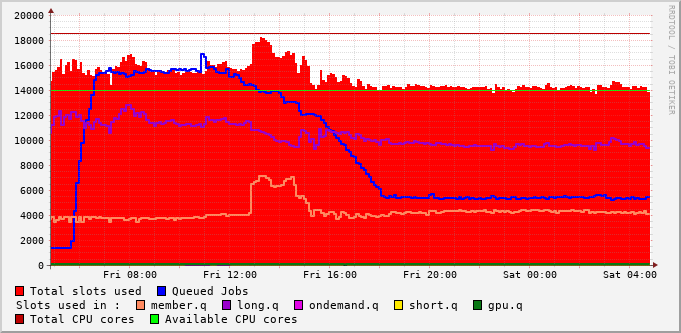 20000
18000
16000
14000
12000
10000
8000
6000
4000
2000
0
Fri 08:00 Fri 12:00 Fri 16:00 Fri 20:00 Sat 00:00 Sat 04:00
RRDTOOL / TOBI OETIKER
Total slots used Queued Jobs
Slots used in : member.q long.q ondemand.q short.q gpu.q
Total CPU cores Available CPU cores